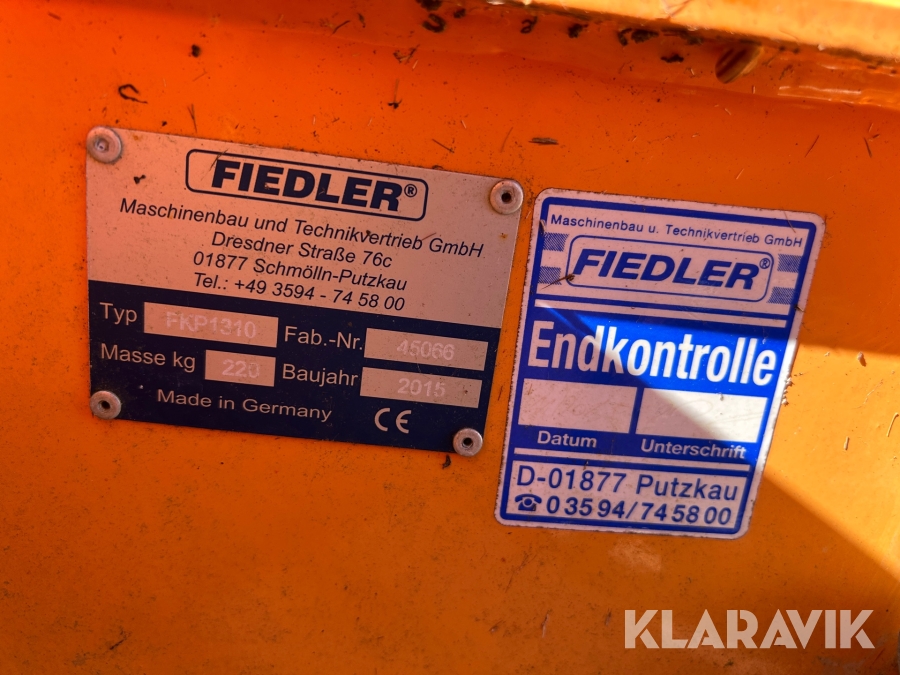 FIEDLER®
Maschinenbau und Technikvertrieb GmbH
Dresdner Straße 76c
01877 Schmölln-Putzkau
Tel.: +49 3594 - 74 58 00
Typ FKP1310 Fab.-Nr. 45066
Masse kg 220 Baujahr 2015
Made in Germany CE
Maschinenbau u. Technikvertrieb GmbH
FIEDLER®
Endkontrolle
Datum Unterschrift
D-01877 Putzkau
☎ 03594/745800
KLARAVIK